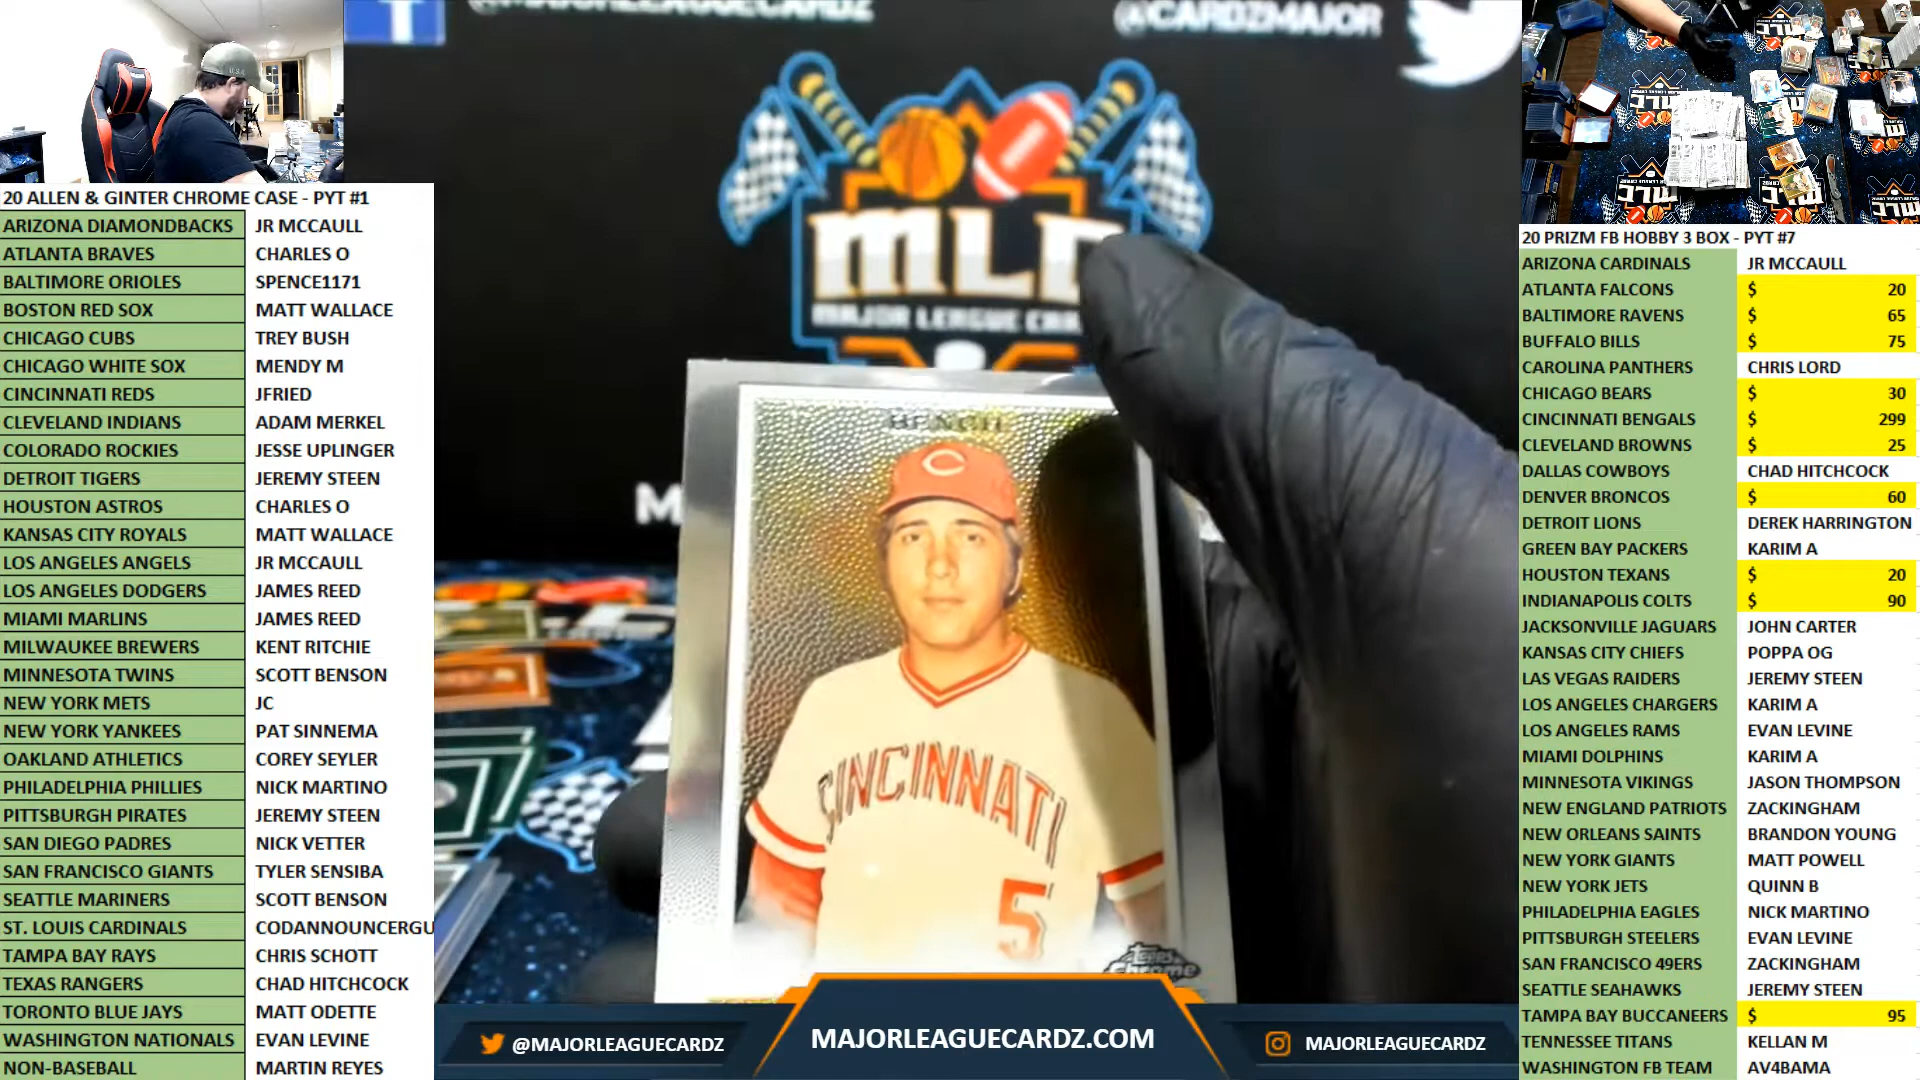 @MAJORLEAGUECARDZ
@CARDZMAJOR
MAJOR LEAGUE
BENCH
CINCINNATI
5
Topps
Chrome
20 ALLEN & GINTER CHROME CASE - PYT #1
ARIZONA DIAMONDBACKS JR MCCAULL
ATLANTA BRAVES CHARLES O
BALTIMORE ORIOLES SPENCE1171
BOSTON RED SOX MATT WALLACE
CHICAGO CUBS TREY BUSH
CHICAGO WHITE SOX MENDY M
CINCINNATI REDS JFRIED
CLEVELAND INDIANS ADAM MERKEL
COLORADO ROCKIES JESSE UPLINGER
DETROIT TIGERS JEREMY STEEN
HOUSTON ASTROS CHARLES O
KANSAS CITY ROYALS MATT WALLACE
LOS ANGELES ANGELS JR MCCAULL
LOS ANGELES DODGERS JAMES REED
MIAMI MARLINS JAMES REED
MILWAUKEE BREWERS KENT RITCHIE
MINNESOTA TWINS SCOTT BENSON
NEW YORK METS JC
NEW YORK YANKEES PAT SINNEMA
OAKLAND ATHLETICS COREY SEYLER
PHILADELPHIA PHILLIES NICK MARTINO
PITTSBURGH PIRATES JEREMY STEEN
SAN DIEGO PADRES NICK VETTER
SAN FRANCISCO GIANTS TYLER SENSIBA
SEATTLE MARINERS SCOTT BENSON
ST. LOUIS CARDINALS CODANNOUNCERGU
TAMPA BAY RAYS CHRIS SCHOTT
TEXAS RANGERS CHAD HITCHCOCK
TORONTO BLUE JAYS MATT ODETTE
WASHINGTON NATIONALS EVAN LEVINE
NON-BASEBALL MARTIN REYES
20 PRIZM FB HOBBY 3 BOX - PYT #7
ARIZONA CARDINALS JR MCCAULL
ATLANTA FALCONS $ 20
BALTIMORE RAVENS $ 65
BUFFALO BILLS $ 75
CAROLINA PANTHERS CHRIS LORD
CHICAGO BEARS $ 30
CINCINNATI BENGALS $ 299
CLEVELAND BROWNS $ 25
DALLAS COWBOYS CHAD HITCHCOCK
DENVER BRONCOS $ 60
DETROIT LIONS DEREK HARRINGTON
GREEN BAY PACKERS KARIM A
HOUSTON TEXANS $ 20
INDIANAPOLIS COLTS $ 90
JACKSONVILLE JAGUARS JOHN CARTER
KANSAS CITY CHIEFS POPPA OG
LAS VEGAS RAIDERS JEREMY STEEN
LOS ANGELES CHARGERS KARIM A
LOS ANGELES RAMS EVAN LEVINE
MIAMI DOLPHINS KARIM A
MINNESOTA VIKINGS JASON THOMPSON
NEW ENGLAND PATRIOTS ZACKINGHAM
NEW ORLEANS SAINTS BRANDON YOUNG
NEW YORK GIANTS MATT POWELL
NEW YORK JETS QUINN B
PHILADELPHIA EAGLES NICK MARTINO
PITTSBURGH STEELERS EVAN LEVINE
SAN FRANCISCO 49ERS ZACKINGHAM
SEATTLE SEAHAWKS JEREMY STEEN
TAMPA BAY BUCCANEERS $ 95
TENNESSEE TITANS KELLAN M
WASHINGTON FB TEAM AV4BAMA
@MAJORLEAGUECARDZ
MAJORLEAGUECARDZ.COM
MAJORLEAGUECARDZ